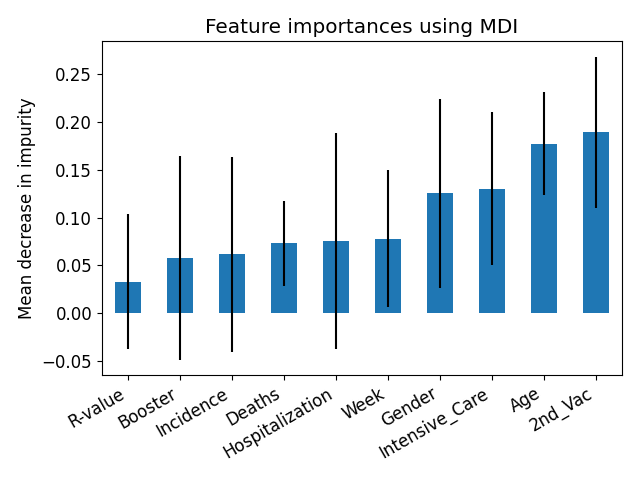 Feature importances using MDI
Mean decrease in impurity
0.25
0.20
0.15
0.10
0.05
0.00
−0.05
R-value
Booster
Incidence
Deaths
Hospitalization
Week
Gender
Intensive_Care
Age
2nd_Vac